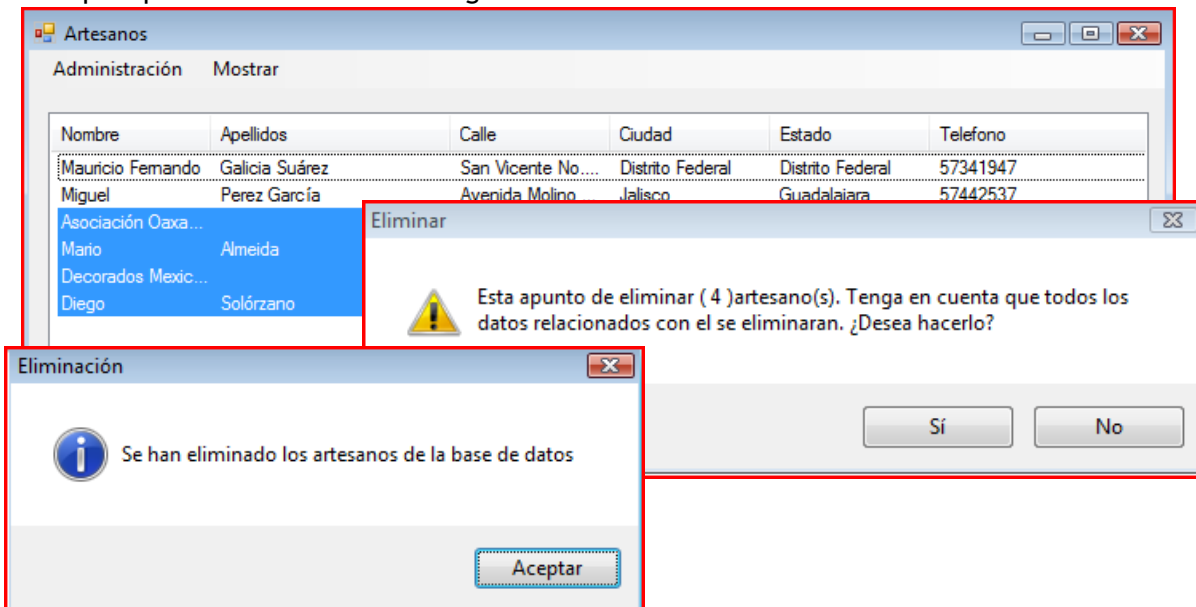 Artesanos
Administración Mostrar
Nombre Apellidos Calle Ciudad Estado Telefono
Mauricio Fernando Galicia Suárez San Vicente No.... Distrito Federal Distrito Federal 57341947
Miguel Perez García Avenida Molino ... Jalisco Guadalajara 57442537
Asociación Oaxa...
Mario Almeida
Decorados Mexic...
Diego Solórzano
Eliminar
Esta apunto de eliminar ( 4 )artesano(s). Tenga en cuenta que todos los
datos relacionados con el se eliminaran. ¿Desea hacerlo?
Sí No
Eliminación
Se han eliminado los artesanos de la base de datos
Aceptar